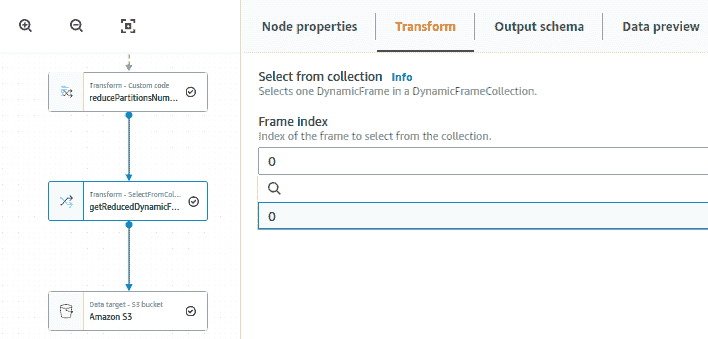 Node properties
Transform
Output schema
Data preview
Transform - Custom code
reducePartitionsNum...
Select from collection Info
Selects one DynamicFrame in a DynamicFrameCollection.
Frame index
Index of the frame to select from the collection.
0
0
Transform - SelectFromCol...
getReducedDynamicF...
Data target - S3 bucket
Amazon S3